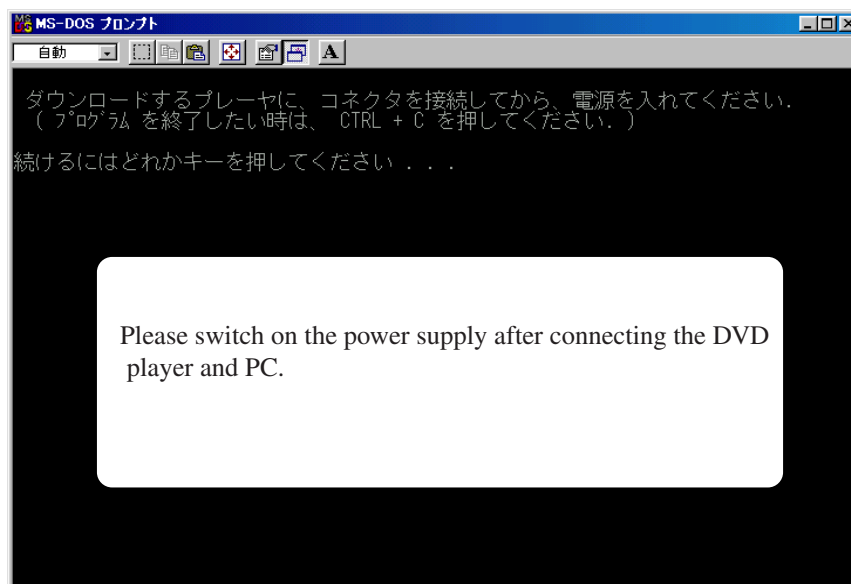 MS-DOS プロンプト
自動
A
ダウンロードするプレーヤに、コネクタを接続してから、電源を入れてください.
( プログラム を終了したい時は、 CTRL + C を押してください. )
続けるにはどれかキーを押してください . . .
Please switch on the power supply after connecting the DVD
player and PC.